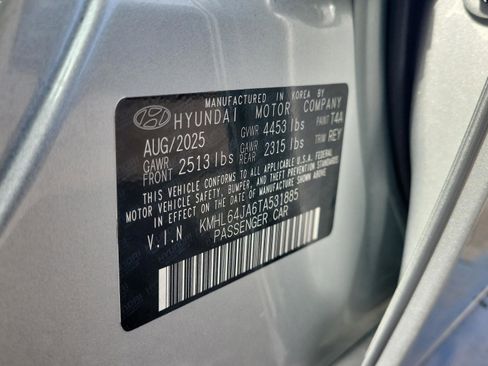 MANUFACTURED IN KOREA BY
HYUNDAI MOTOR COMPANY
AUG/2025 GVWR 4453 lbs PAINT T4A
GAWR FRONT 2513 lbs GAWR REAR 2315 lbs TRIM REY
THIS VEHICLE CONFORMS TO ALL APPLICABLE U.S.A. FEDERAL
MOTOR VEHICLE SAFETY, BUMPER, AND THEFT PREVENTION STANDARDS
IN EFFECT ON THE DATE OF MANUFACTURE SHOWN ABOVE.
V.I.N KMHL64JA6TA531885
PASSENGER CAR